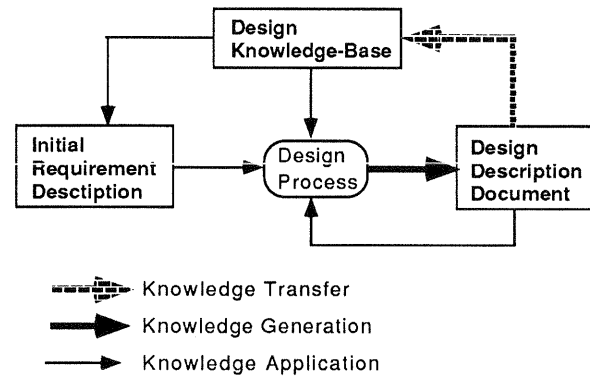 Design
Knowledge-Base
Initial
Requirement
Desctiption
Design
Process
Design
Description
Document
Knowledge Transfer
Knowledge Generation
Knowledge Application